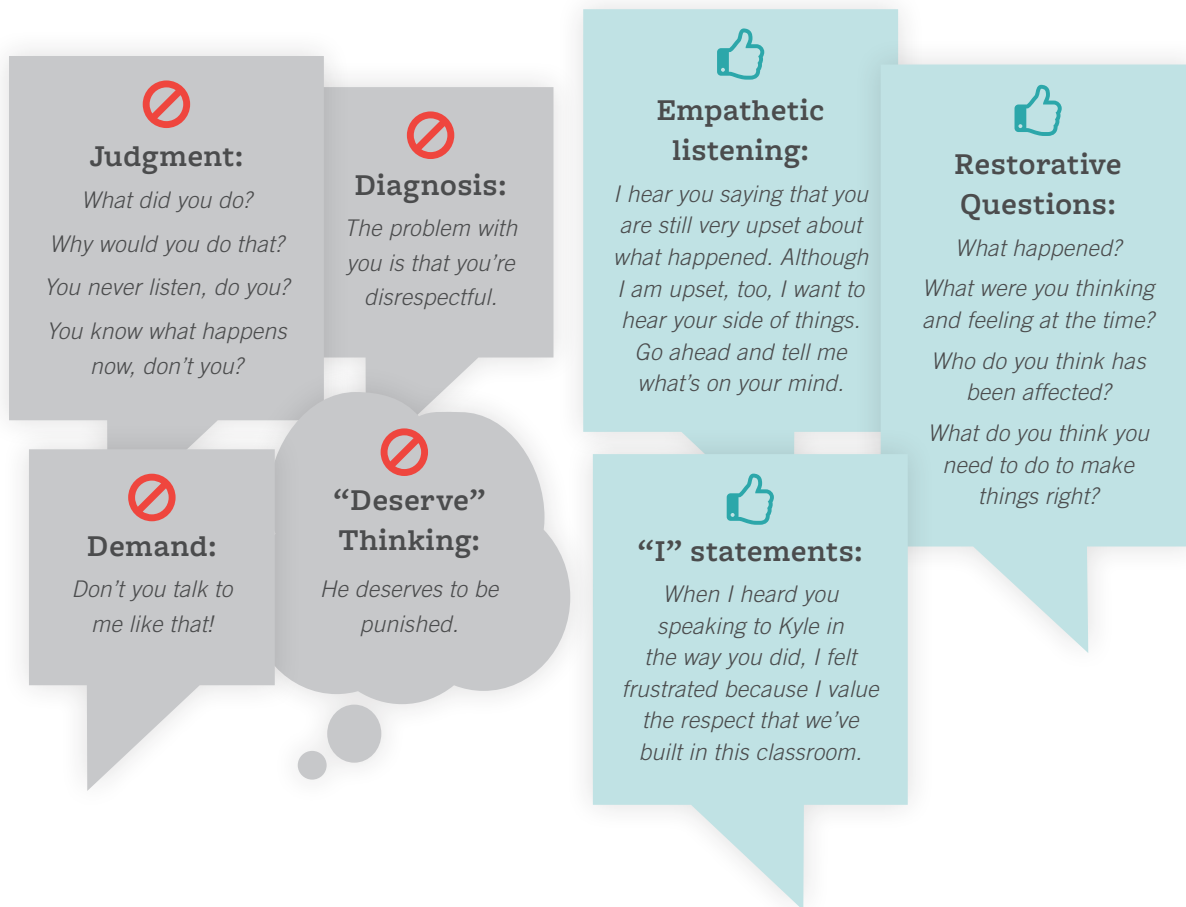 Judgment:
What did you do?
Why would you do that?
You never listen, do you?
You know what happens
now, don’t you?
Diagnosis:
The problem with
you is that you’re
disrespectful.
Demand:
Don’t you talk to
me like that!
“Deserve”
Thinking:
He deserves to be
punished.
Empathetic
listening:
I hear you saying that you
are still very upset about
what happened. Although
I am upset, too, I want to
hear your side of things.
Go ahead and tell me
what’s on your mind.
Restorative
Questions:
What happened?
What were you thinking
and feeling at the time?
Who do you think has
been affected?
What do you think you
need to do to make
things right?
“I” statements:
When I heard you
speaking to Kyle in
the way you did, I felt
frustrated because I value
the respect that we’ve
built in this classroom.